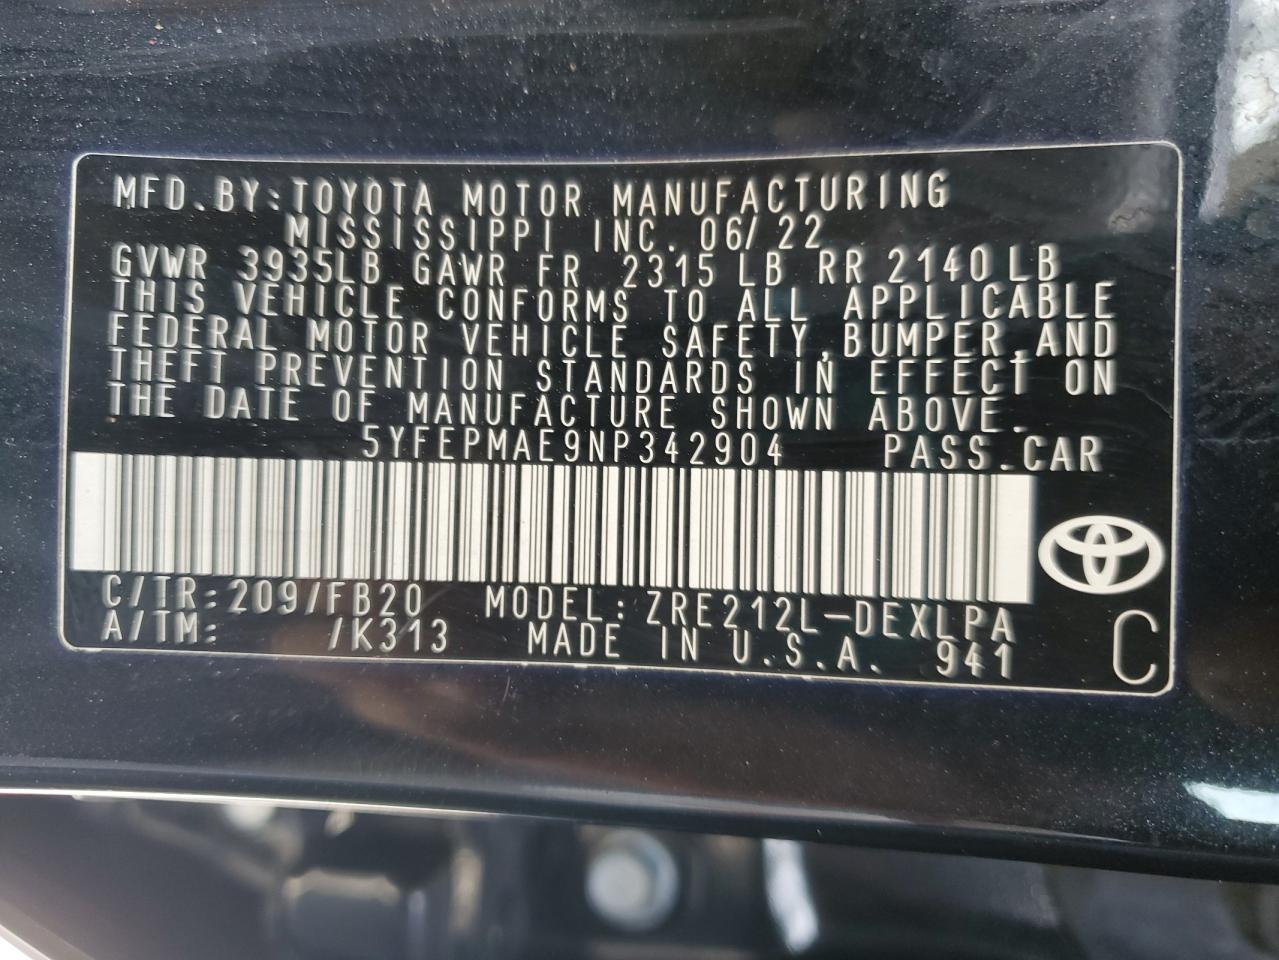 MFD.BY:TOYOTA MOTOR MANUFACTURING
MISSISSIPPI INC. 06/22
GVWR 3935LB GAWR FR 2315 LB RR 2140LB
THIS VEHICLE CONFORMS TO ALL APPLICABLE
FEDERAL MOTOR VEHICLE SAFETY,BUMPER,AND
THEFT PREVENTION STANDARDS IN EFFECT ON
THE DATE OF MANUFACTURE SHOWN ABOVE.
5YFEPMAE9NP342904 PASS.CAR
C/TR:209/FB20 MODEL:ZRE212L-DEXLPA
A/TM: /K313 MADE IN U.S.A. 941 C